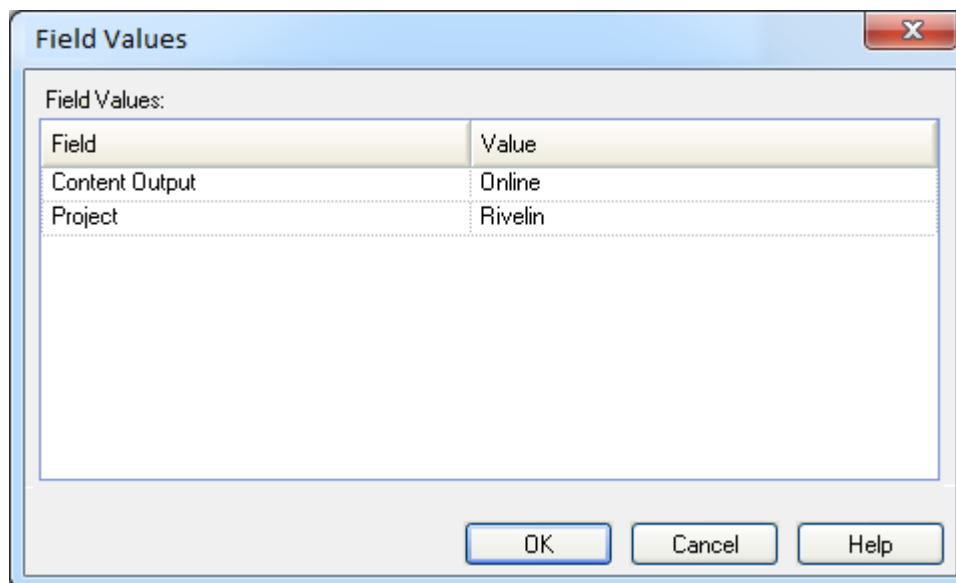 Field Values
Field Values:
Field Value
Content Output Online
Project Rivelin
OK Cancel Help